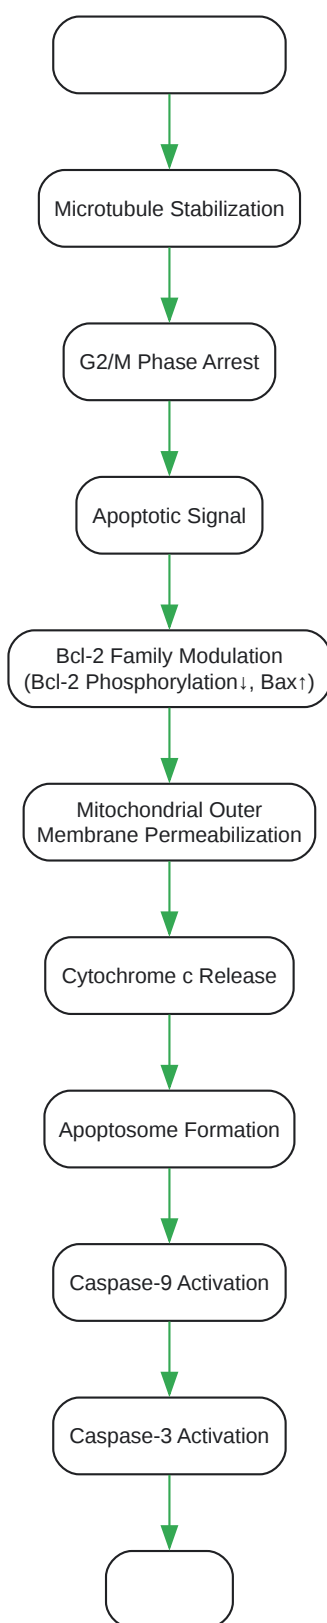 Microtubule Stabilization
G2/M Phase Arrest
Apoptotic Signal
Bcl-2 Family Modulation
(Bcl-2 Phosphorylation↓, Bax↑)
Mitochondrial Outer
Membrane Permeabilization
Cytochrome c Release
Apoptosome Formation
Caspase-9 Activation
Caspase-3 Activation